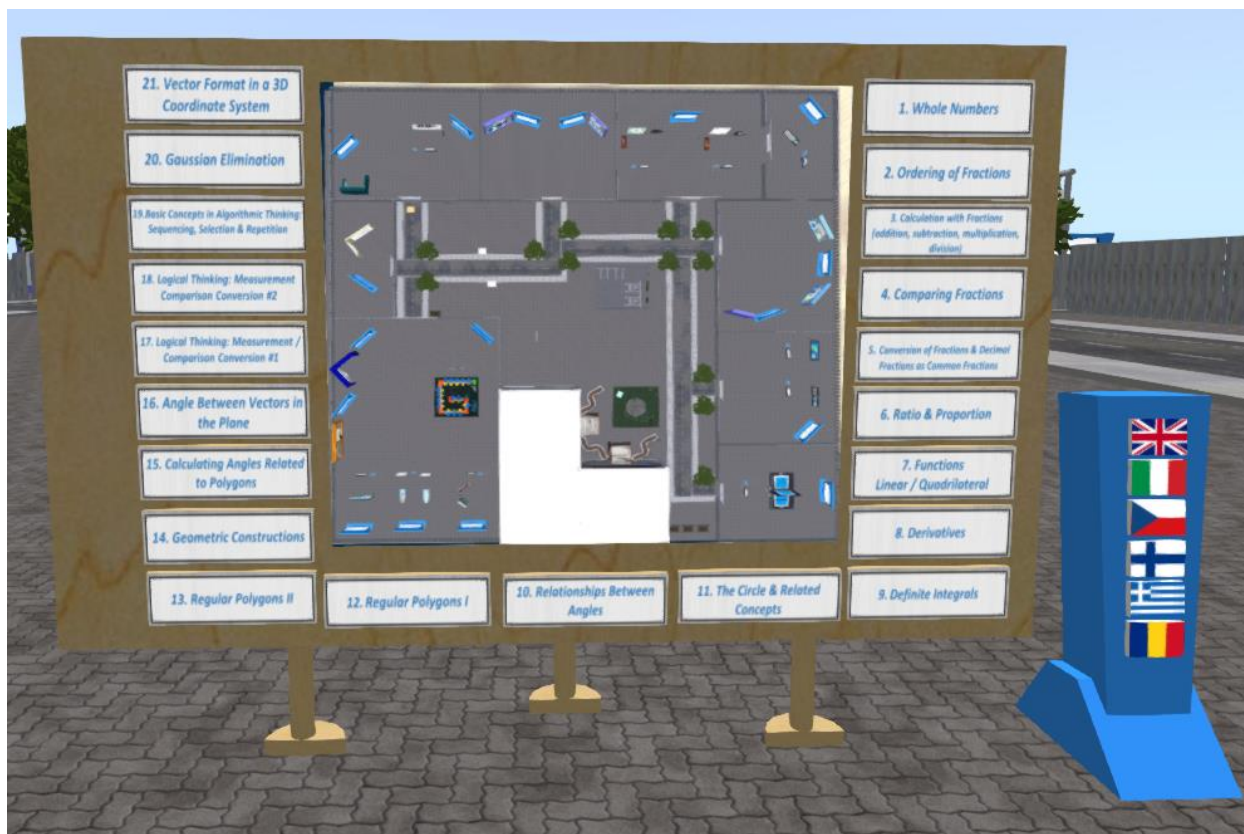 21. Vector Format in a 3D
Coordinate System
20. Gaussian Elimination
19.Basic Concepts in Algorithmic Thinking:
Sequencing, Selection & Repetition
18. Logical Thinking: Measurement
Comparison Conversion #2
17. Logical Thinking: Measurement /
Comparison Conversion #1
16. Angle Between Vectors in
the Plane
15. Calculating Angles Related
to Polygons
14. Geometric Constructions
13. Regular Polygons II
12. Regular Polygons I
10. Relationships Between
Angles
11. The Circle & Related
Concepts
1. Whole Numbers
2. Ordering of Fractions
3. Calculation with Fractions
(addition, subtraction, multiplication,
division)
4. Comparing Fractions
5. Conversion of Fractions & Decimal
Fractions as Common Fractions
6. Ratio & Proportion
7. Functions
Linear / Quadrilateral
8. Derivatives
9. Definite Integrals